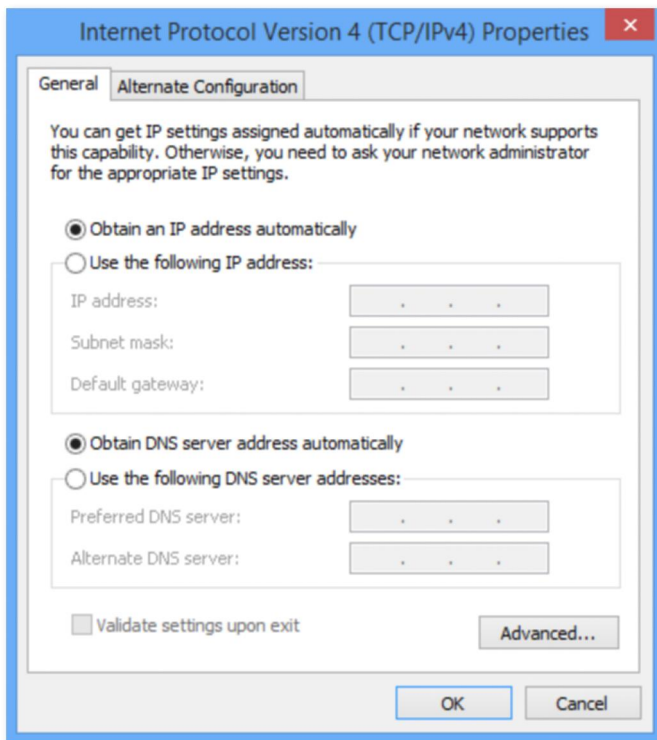 Internet Protocol Version 4 (TCP/IPv4) Properties
General
Alternate Configuration
You can get IP settings assigned automatically if your network supports
this capability. Otherwise, you need to ask your network administrator
for the appropriate IP settings.
Obtain an IP address automatically
Use the following IP address:
IP address:
Subnet mask:
Default gateway:
Obtain DNS server address automatically
Use the following DNS server addresses:
Preferred DNS server:
Alternate DNS server:
Validate settings upon exit
Advanced...
OK
Cancel